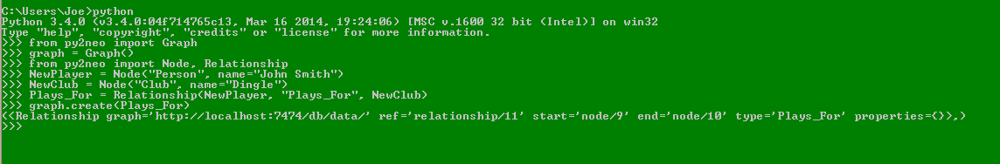 C:\Users\Joe>python
Python 3.4.0 (v3.4.0:04f714765c13, Mar 16 2014, 19:24:06) [MSC v.1600 32 bit (Intel)] on win32
Type "help", "copyright", "credits" or "license" for more information.
>>> from py2neo import Graph
>>> graph = Graph()
>>> from py2neo import Node, Relationship
>>> NewPlayer = Node("Person", name="John Smith")
>>> NewClub = Node("Club", name="Dingle")
>>> Plays_For = Relationship(NewPlayer, "Plays_For", NewClub)
>>> graph.create(Plays_For)
(<Relationship graph='http://localhost:7474/db/data/' ref='relationship/11' start='node/9' end='node/10' type='Plays_For' properties={}>,)
>>>